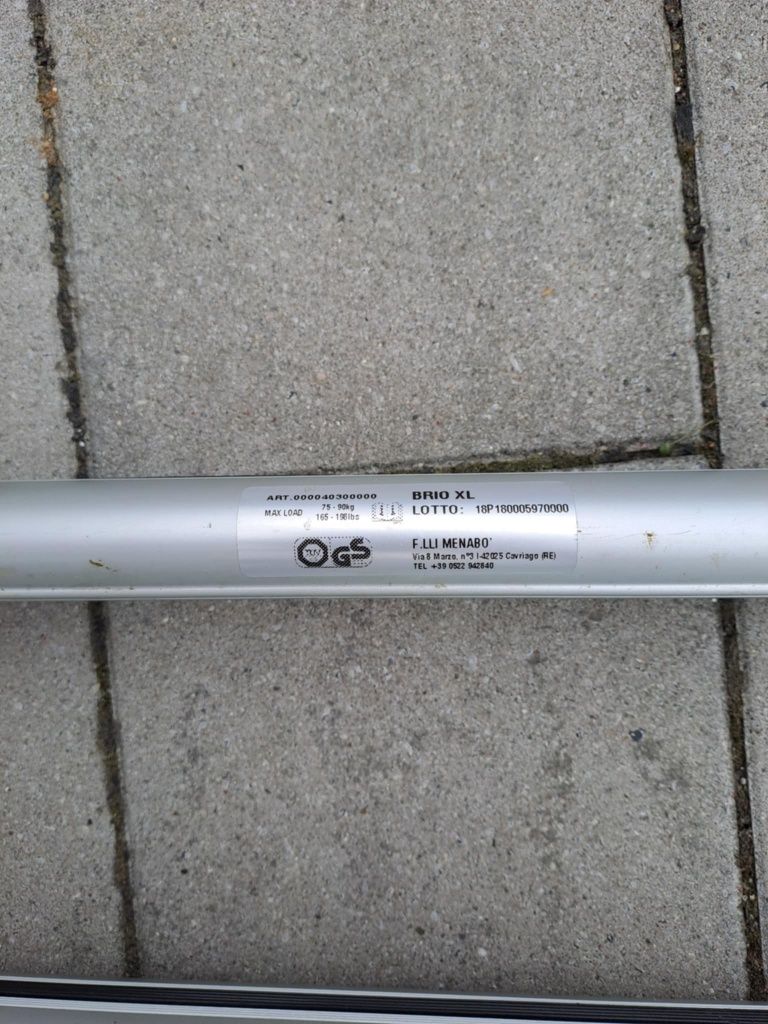 ART.000040300000
MAX LOAD 75 - 90kg
165 - 198lbs
BRIO XL
LOTTO: 18P180005970000
TÜV GS
F.LLI MENABO'
Via 8 Marzo, n°3 I-42025 Cavriago (RE)
TEL +39 0522 942840